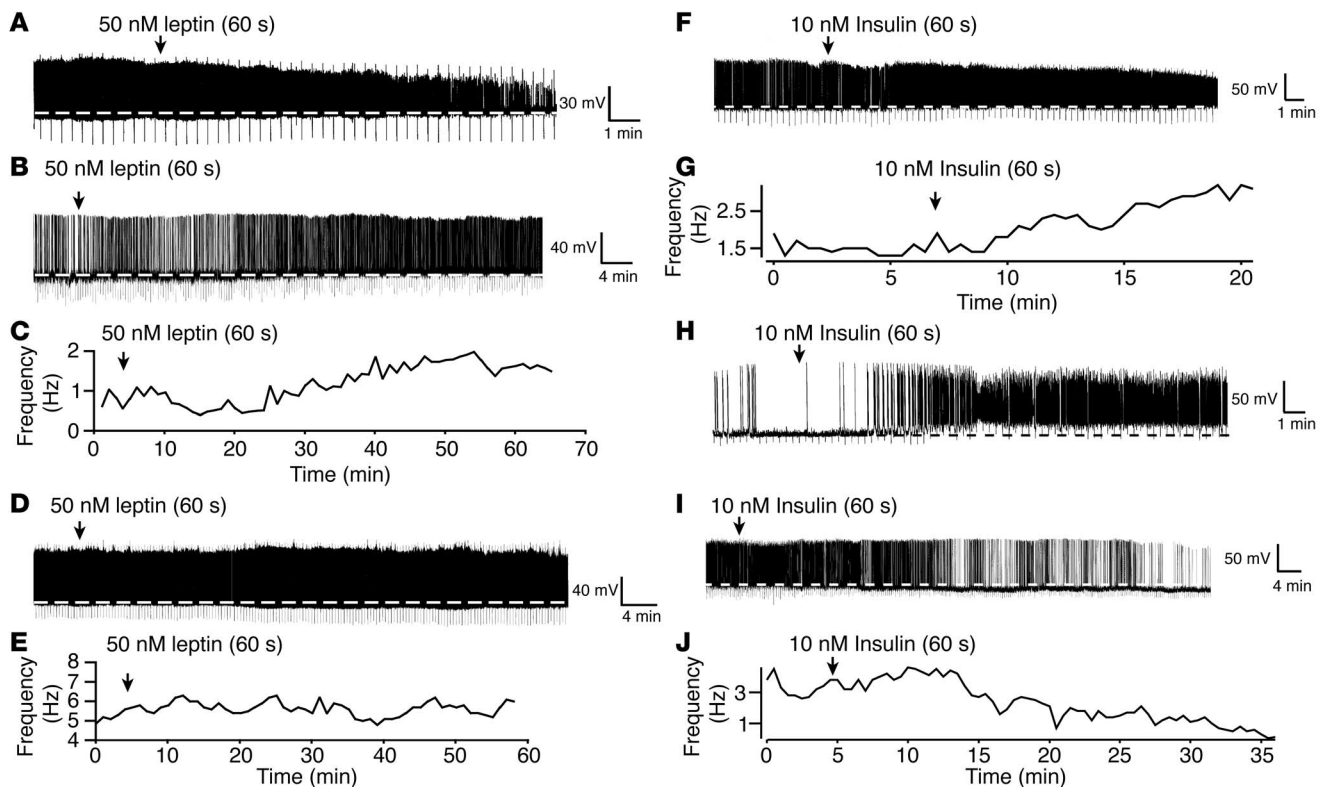 A
50 nM leptin (60 s)
30 mV
1 min
B
50 nM leptin (60 s)
40 mV
4 min
C
50 nM leptin (60 s)
Frequency
(Hz)
2
1
0
0 10 20 30 40 50 60 70
Time (min)
D
50 nM leptin (60 s)
40 mV
4 min
E
50 nM leptin (60 s)
Frequency
(Hz)
8
7
6
5
4
0 10 20 30 40 50 60
Time (min)
F
10 nM Insulin (60 s)
50 mV
1 min
G
10 nM Insulin (60 s)
Frequency
(Hz)
2.5
1.5
0 5 10 15 20
Time (min)
H
10 nM Insulin (60 s)
50 mV
1 min
I
10 nM Insulin (60 s)
50 mV
4 min
J
10 nM Insulin (60 s)
Frequency
(Hz)
3
1
0 5 10 15 20 25 30 35
Time (min)